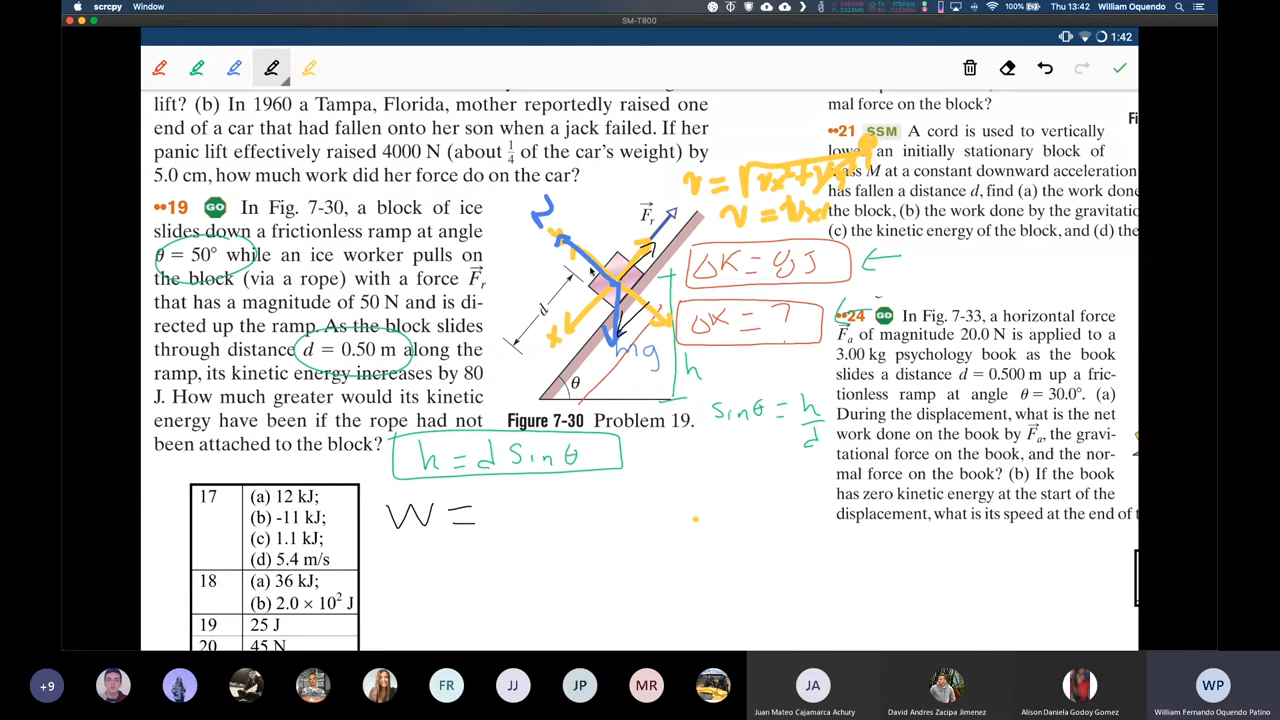 scrcpy Window 100% Thu 13:42 William Oquendo
SM-T800
1:42
lift? (b) In 1960 a Tampa, Florida, mother reportedly raised one
end of a car that had fallen onto her son when a jack failed. If her
panic lift effectively raised 4000 N (about 1/4 of the car's weight) by
5.0 cm, how much work did her force do on the car?
••19 GO In Fig. 7-30, a block of ice
slides down a frictionless ramp at angle
θ = 50° while an ice worker pulls on
the block (via a rope) with a force F⃗r
that has a magnitude of 50 N and is di-
rected up the ramp. As the block slides
through distance d = 0.50 m along the
ramp, its kinetic energy increases by 80
J. How much greater would its kinetic
energy have been if the rope had not
been attached to the block?
h = d Sinθ
F⃗r
N
d
x
mg
h
θ
Figure 7-30 Problem 19.
ΔK = ? 
sinθ = h/d
W =
17 (a) 12 kJ;
(b) -11 kJ;
(c) 1.1 kJ;
(d) 5.4 m/s
18 (a) 36 kJ;
(b) 2.0 × 10² J
19 25 J
20 45 N
mal force on the block?
••21 SSM A cord is used to vertically
an initially stationary block of
M at a constant downward acceleration
has fallen a distance d, find (a) the work done
the block, (b) the work done by the gravitati
(c) the kinetic energy of the block, and (d) the
••24 GO In Fig. 7-33, a horizontal force
F⃗a of magnitude 20.0 N is applied to a
3.00 kg psychology book as the book
slides a distance d = 0.500 m up a fric-
tionless ramp at angle θ = 30.0°. (a)
During the displacement, what is the net
work done on the book by F⃗a, the gravi-
tational force on the book, and the nor-
mal force on the book? (b) If the book
has zero kinetic energy at the start of the
displacement, what is its speed at the end of t
+9
FR
JJ
JP
MR
JA
WP
Juan Mateo Cajamarca Achury
David Andres Zacipa Jimenez
Alison Daniela Godoy Gomez
William Fernando Oquendo Patino